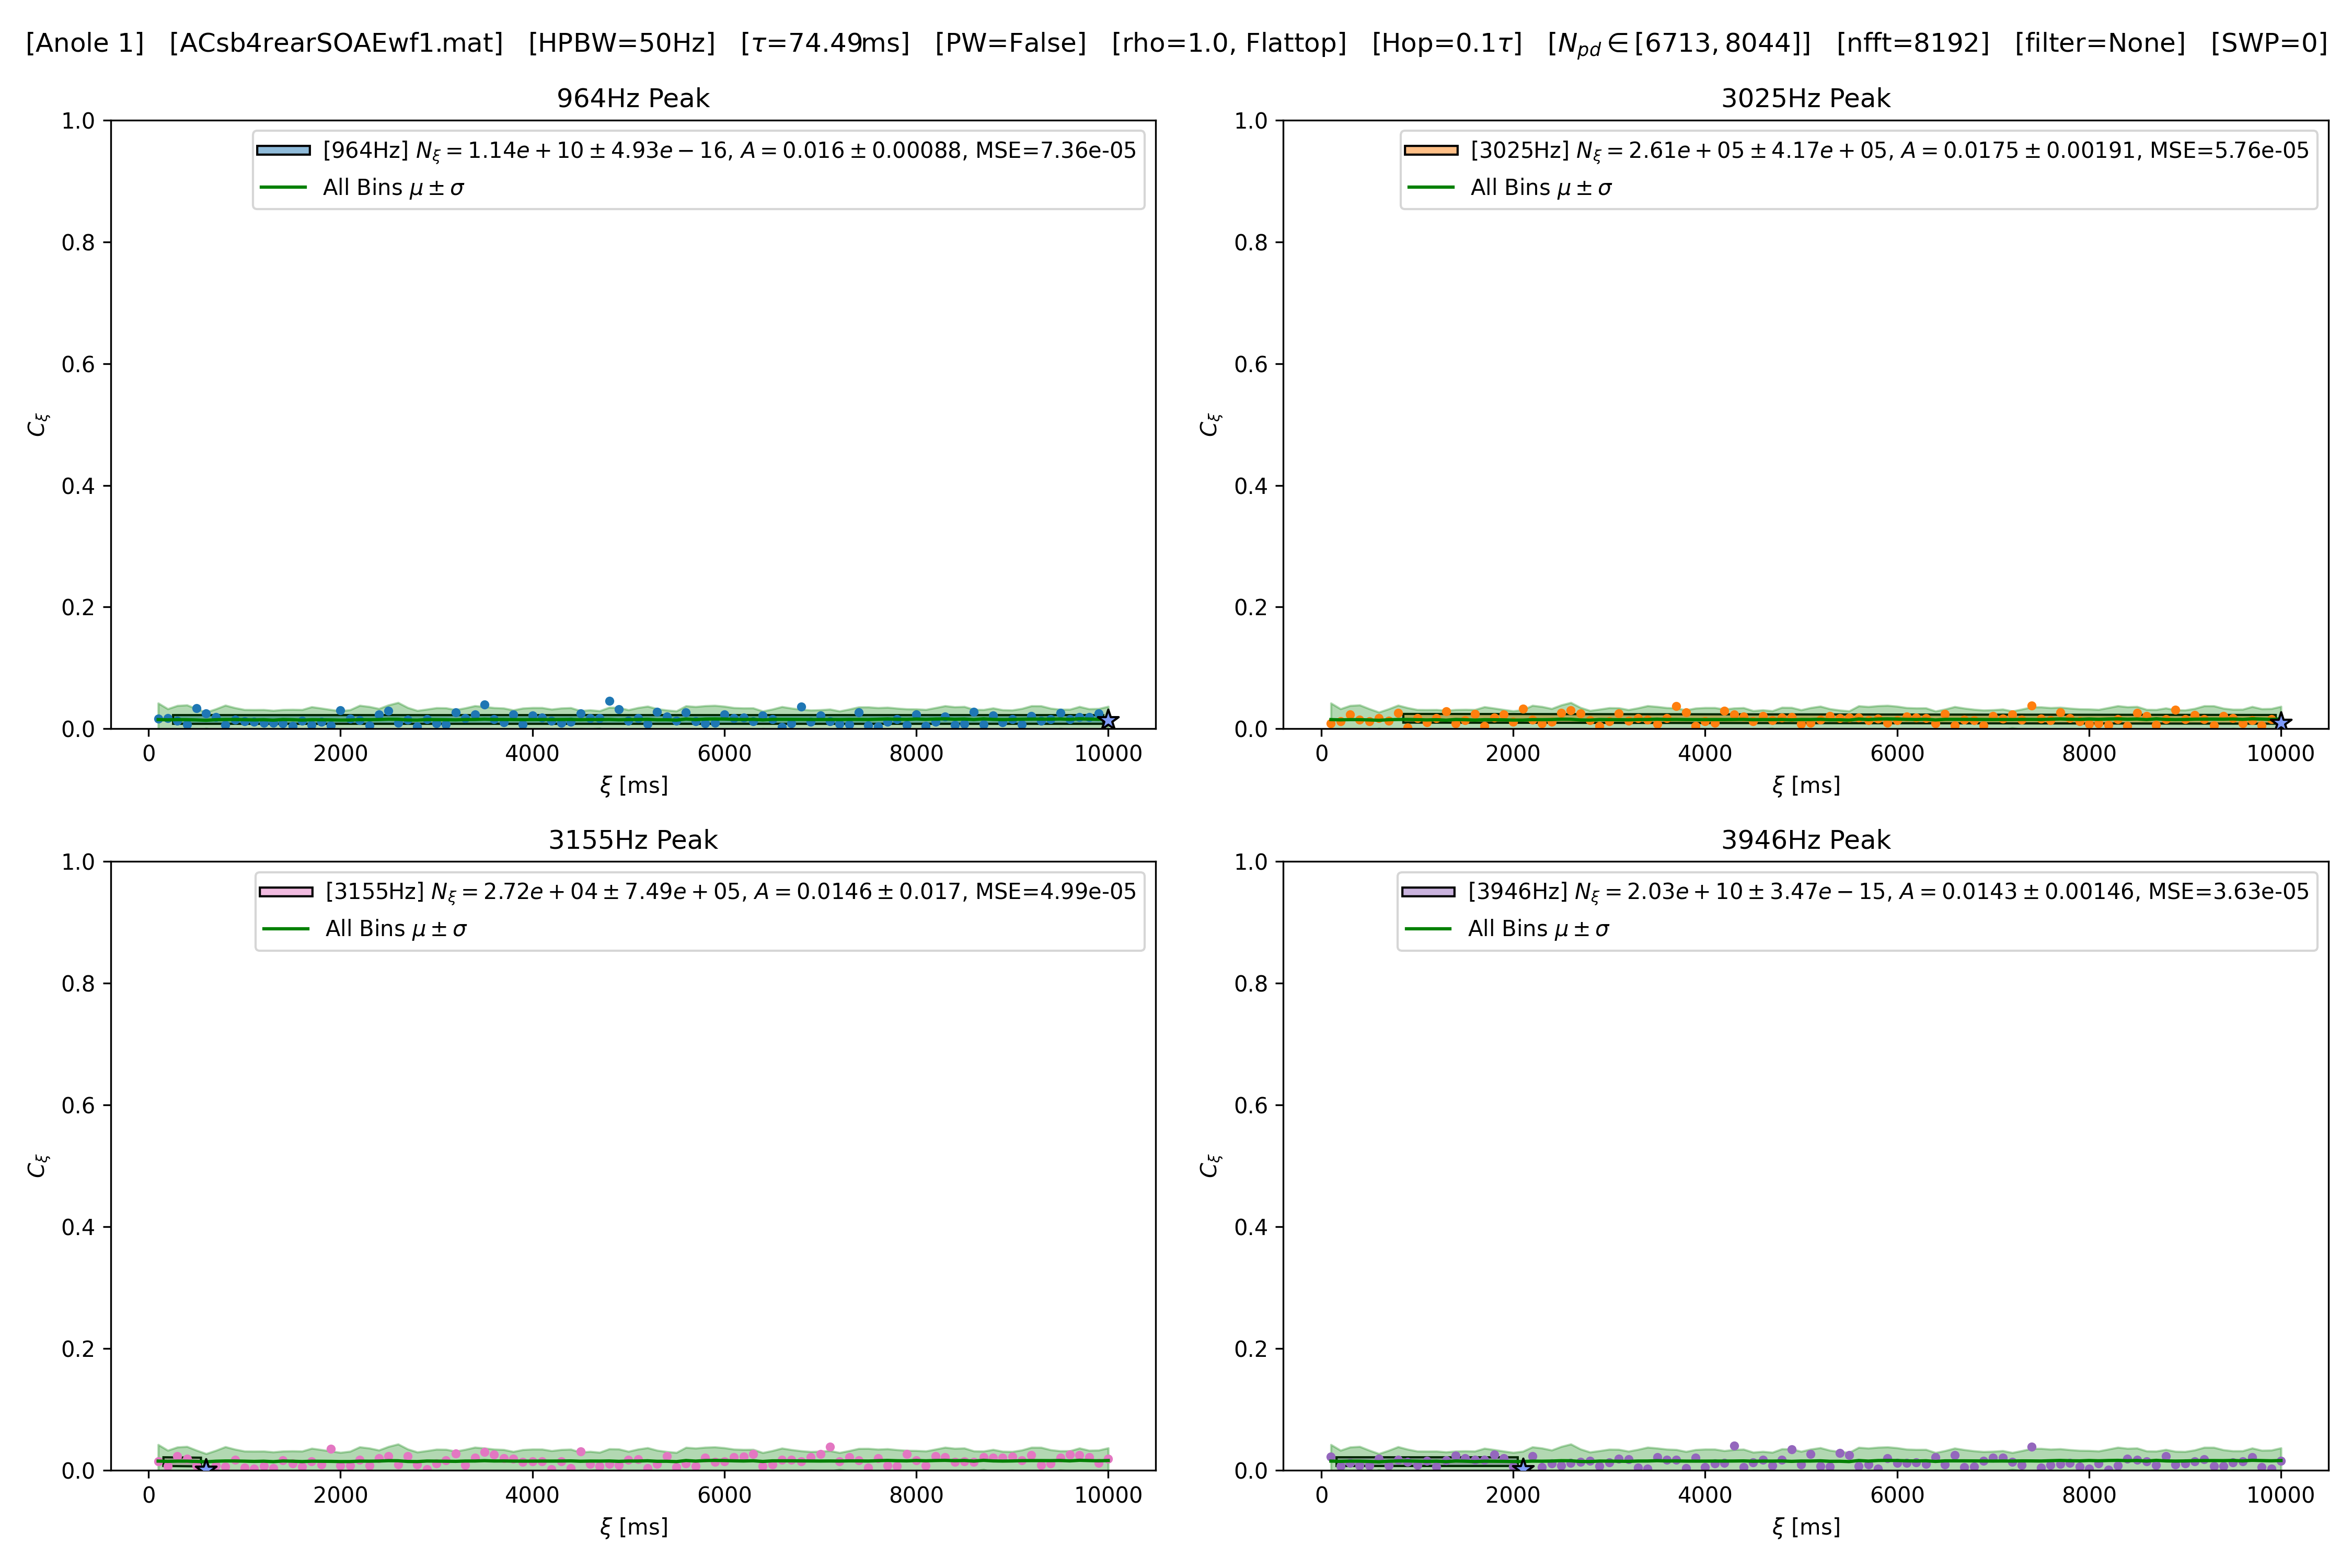 [Anole 1] [ACsb4rearSOAEwf1.mat] [HPBW=50Hz] [τ=74.49ms] [PW=False] [rho=1.0, Flattop] [Hop=0.1τ] [N_pd ∈ [6713, 8044]] [nfft=8192] [filter=None] [SWP=0]
964Hz Peak
[964Hz] N_ξ = 1.14e + 10 ± 4.93e − 16, A = 0.016 ± 0.00088, MSE=7.36e-05
All Bins μ ± σ
1.0
0.8
0.6
0.4
0.2
0.0
C_ξ
0 2000 4000 6000 8000 10000
ξ [ms]
3025Hz Peak
[3025Hz] N_ξ = 2.61e + 05 ± 4.17e + 05, A = 0.0175 ± 0.00191, MSE=5.76e-05
All Bins μ ± σ
1.0
0.8
0.6
0.4
0.2
0.0
C_ξ
0 2000 4000 6000 8000 10000
ξ [ms]
3155Hz Peak
[3155Hz] N_ξ = 2.72e + 04 ± 7.49e + 05, A = 0.0146 ± 0.017, MSE=4.99e-05
All Bins μ ± σ
1.0
0.8
0.6
0.4
0.2
0.0
C_ξ
0 2000 4000 6000 8000 10000
ξ [ms]
3946Hz Peak
[3946Hz] N_ξ = 2.03e + 10 ± 3.47e − 15, A = 0.0143 ± 0.00146, MSE=3.63e-05
All Bins μ ± σ
1.0
0.8
0.6
0.4
0.2
0.0
C_ξ
0 2000 4000 6000 8000 10000
ξ [ms]